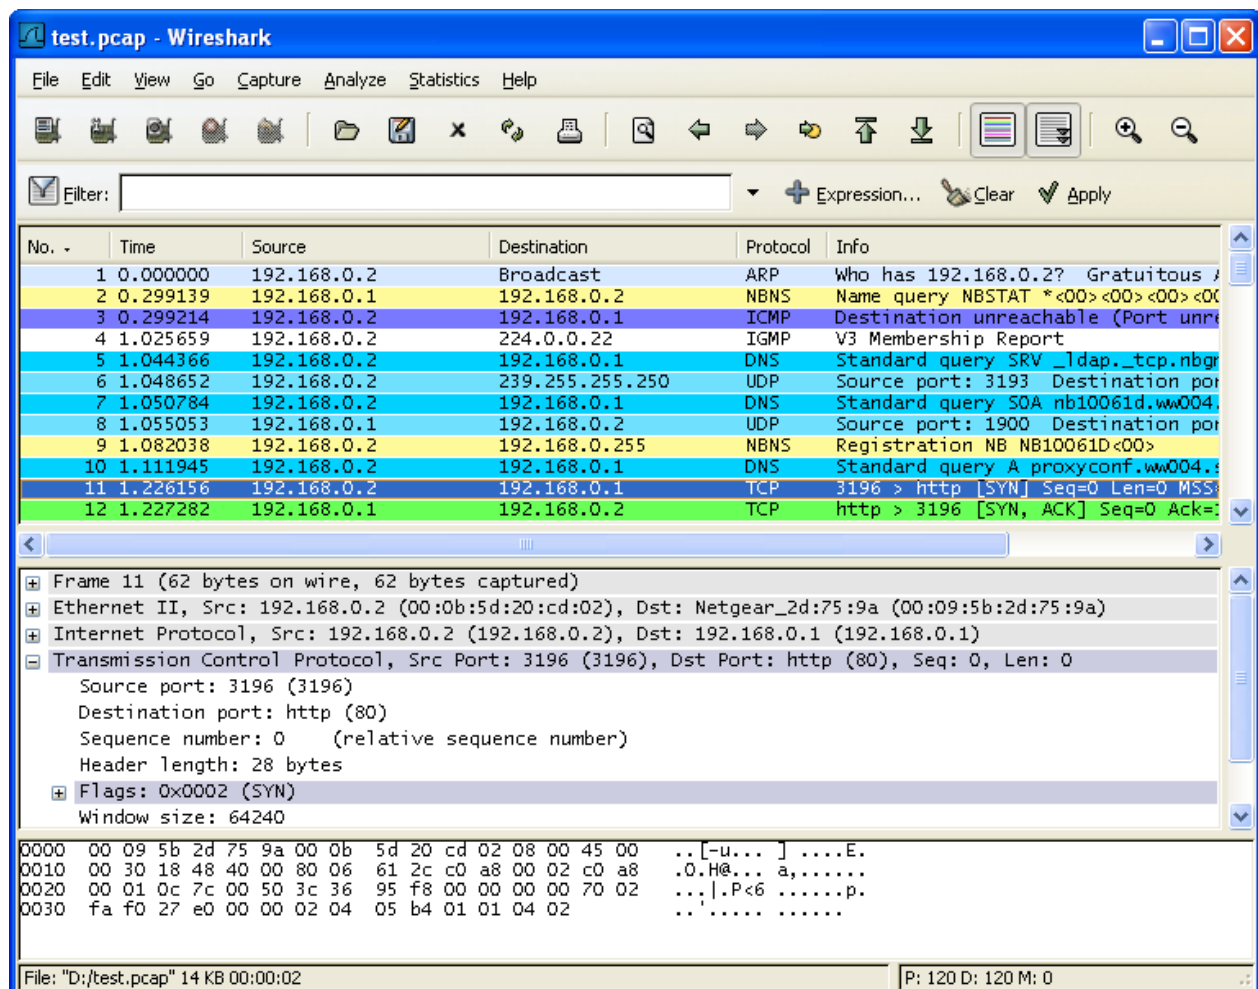 test.pcap - Wireshark
File Edit View Go Capture Analyze Statistics Help
Filter: Expression... Clear Apply
No. Time Source Destination Protocol Info
1 0.000000 192.168.0.2 Broadcast ARP Who has 192.168.0.2? Gratuitous
2 0.299139 192.168.0.1 192.168.0.2 NBNS Name query NBSTAT *<00><00><00><00
3 0.299214 192.168.0.2 192.168.0.1 ICMP Destination unreachable (Port unre
4 1.025659 192.168.0.2 224.0.0.22 IGMP V3 Membership Report
5 1.044366 192.168.0.2 192.168.0.1 DNS Standard query SRV _ldap._tcp.nbgr
6 1.048652 192.168.0.2 239.255.255.250 UDP Source port: 3193 Destination por
7 1.050784 192.168.0.2 192.168.0.1 DNS Standard query SOA nb10061d.ww004.
8 1.055053 192.168.0.1 192.168.0.2 UDP Source port: 1900 Destination por
9 1.082038 192.168.0.2 192.168.0.255 NBNS Registration NB NB10061D<00>
10 1.111945 192.168.0.2 192.168.0.1 DNS Standard query A proxyconf.ww004.s
11 1.226156 192.168.0.2 192.168.0.1 TCP 3196 > http [SYN] Seq=0 Len=0 MSS=
12 1.227282 192.168.0.1 192.168.0.2 TCP http > 3196 [SYN, ACK] Seq=0 Ack=1
Frame 11 (62 bytes on wire, 62 bytes captured)
Ethernet II, Src: 192.168.0.2 (00:0b:5d:20:cd:02), Dst: Netgear_2d:75:9a (00:09:5b:2d:75:9a)
Internet Protocol, Src: 192.168.0.2 (192.168.0.2), Dst: 192.168.0.1 (192.168.0.1)
Transmission Control Protocol, Src Port: 3196 (3196), Dst Port: http (80), Seq: 0, Len: 0
Source port: 3196 (3196)
Destination port: http (80)
Sequence number: 0 (relative sequence number)
Header length: 28 bytes
Flags: 0x0002 (SYN)
Window size: 64240
0000 00 09 5b 2d 75 9a 00 0b 5d 20 cd 02 08 00 45 00 ..[-u... ] ....E.
0010 00 30 18 48 40 00 80 06 61 2c c0 a8 00 02 c0 a8 .0.H@... a,......
0020 00 01 0c 7c 00 50 3c 36 95 f8 00 00 00 00 70 02 ...|.P<6 ......p.
0030 fa f0 27 e0 00 00 02 04 05 b4 01 01 04 02 ..'..... ......
File: "D:/test.pcap" 14 KB 00:00:02 P: 120 D: 120 M: 0